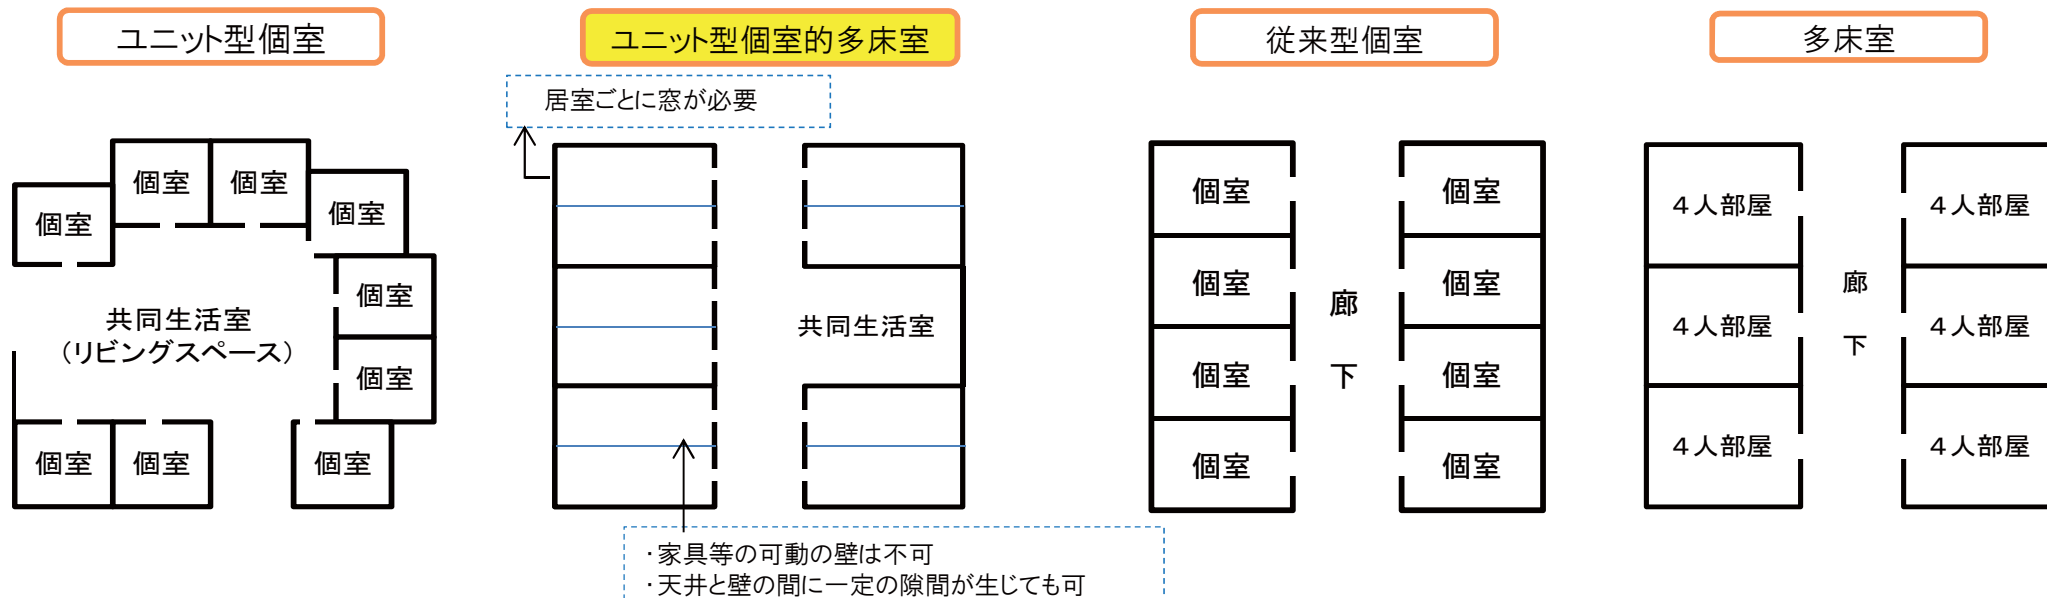 ユニット型個室
ユニット型個室的多床室
従来型個室
多床室
居室ごとに窓が必要
個室
個室
個室
個室
個室
個室
共同生活室
（リビングスペース）
個室
個室
個室
共同生活室
・家具等の可動の壁は不可
・天井と壁の間に一定の隙間が生じても可
個室
個室
個室
個室
廊
下
個室
個室
個室
個室
４人部屋
４人部屋
４人部屋
廊
下
４人部屋
４人部屋
４人部屋